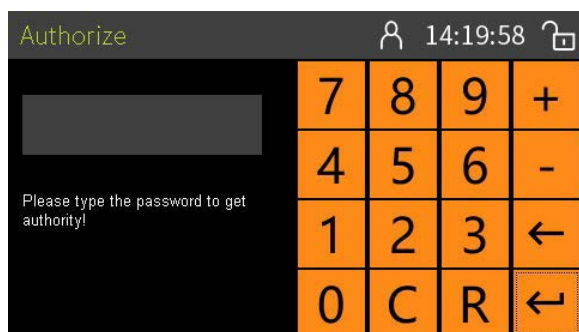 Authorize 14:19:58
7 8 9 +
Please type the password to get
authority!
4 5 6 -
1 2 3 ←
0 C R ↵